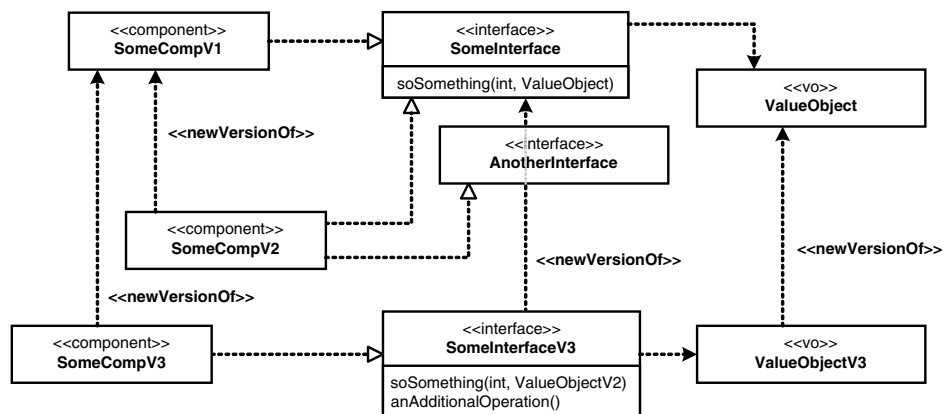 <<component>>
SomeCompV1
<<interface>>
SomeInterface
soSomething(int, ValueObject)
<<vo>>
ValueObject
<<newVersionOf>>
<<interface>>
AnotherInterface
<<component>>
SomeCompV2
<<newVersionOf>>
<<newVersionOf>>
<<newVersionOf>>
<<component>>
SomeCompV3
<<interface>>
SomeInterfaceV3
soSomething(int, ValueObjectV2)
anAdditionalOperation()
<<vo>>
ValueObjectV3